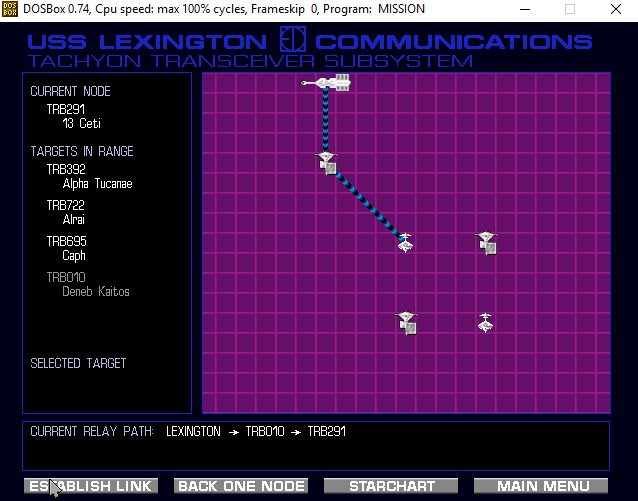 DOS BOX DOSBox 0.74, Cpu speed: max 100% cycles, Frameskip 0, Program: MISSION
USS LEXINGTON COMMUNICATIONS
TACHYON TRANSCEIVER SUBSYSTEM
CURRENT NODE
TRB291
13 Ceti
TARGETS IN RANGE
TRB392
Alpha Tucanae
TRB722
Alrai
TRB695
Caph
TRB010
Deneb Kaitos
SELECTED TARGET
CURRENT RELAY PATH: LEXINGTON → TRB010 → TRB291
ESTABLISH LINK
BACK ONE NODE
STARCHART
MAIN MENU